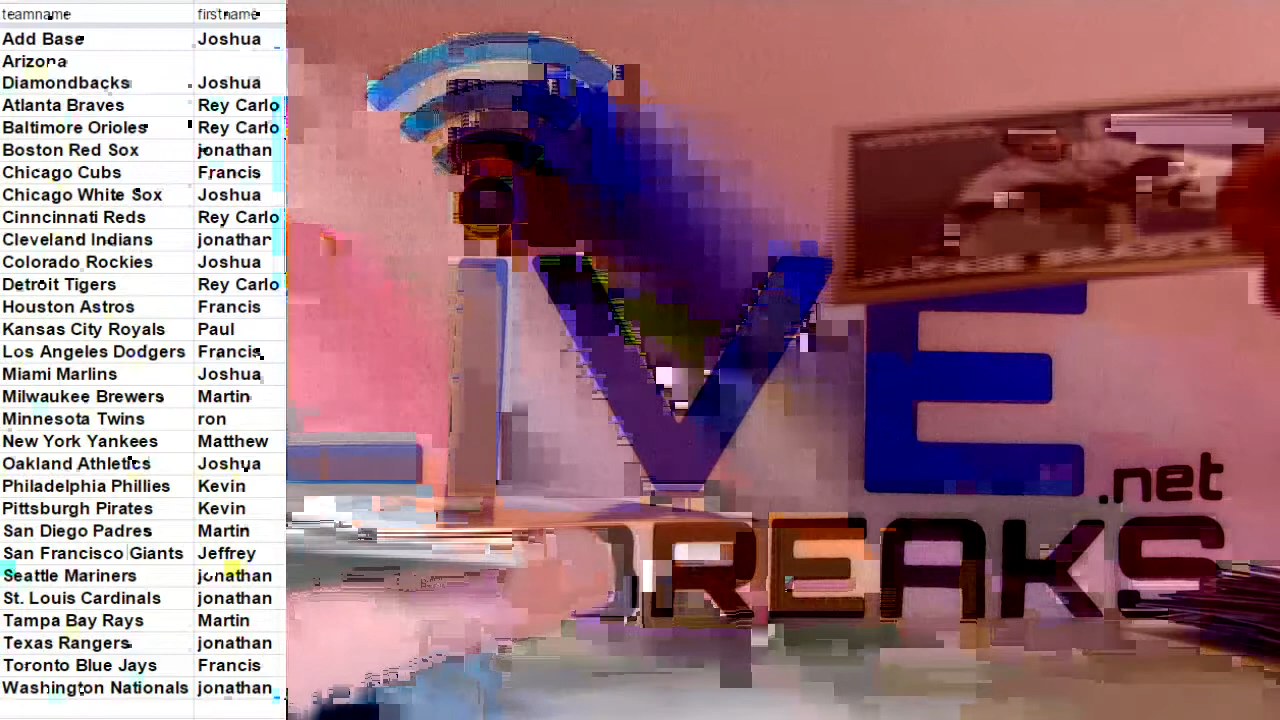 teamname firstname
Add Base Joshua
Arizona
Diamondbacks Joshua
Atlanta Braves Rey Carlo
Baltimore Orioles Rey Carlo
Boston Red Sox jonathan
Chicago Cubs Francis
Chicago White Sox Joshua
Cinncinnati Reds Rey Carlo
Cleveland Indians jonathan
Colorado Rockies Joshua
Detroit Tigers Rey Carlo
Houston Astros Francis
Kansas City Royals Paul
Los Angeles Dodgers Francis
Miami Marlins Joshua
Milwaukee Brewers Martin
Minnesota Twins ron
New York Yankees Matthew
Oakland Athletics Joshua
Philadelphia Phillies Kevin
Pittsburgh Pirates Kevin
San Diego Padres Martin
San Francisco Giants Jeffrey
Seattle Mariners jonathan
St. Louis Cardinals jonathan
Tampa Bay Rays Martin
Texas Rangers jonathan
Toronto Blue Jays Francis
Washington Nationals jonathan
VE
.net
REAKS